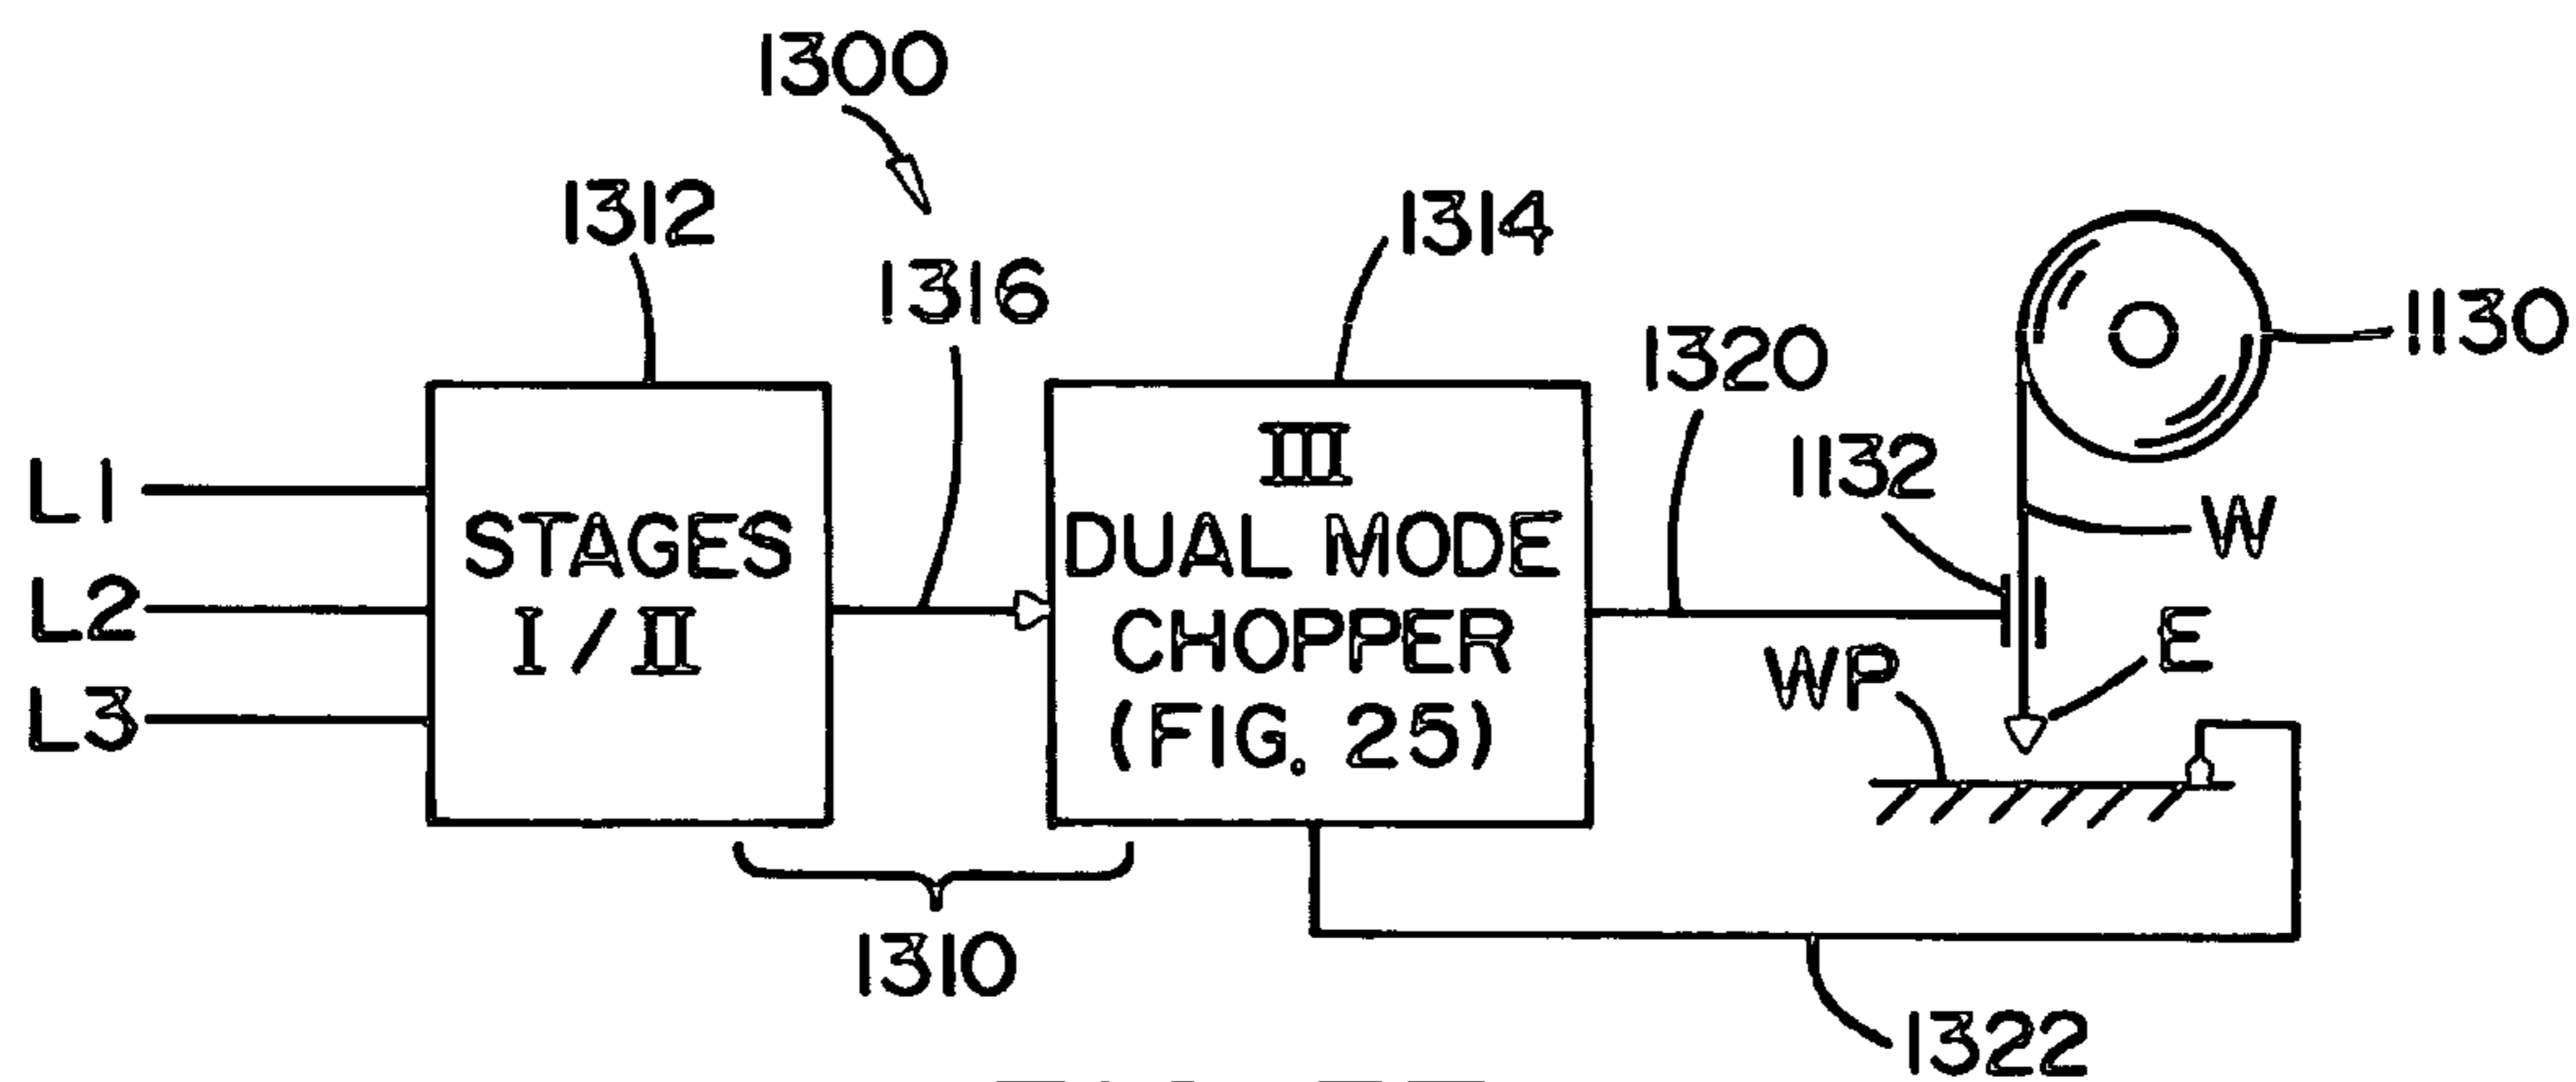 1300
1312
1316
1314
1320
1132
1130
W
E
WP
L1
L2
L3
STAGES
I/II
III
DUAL MODE
CHOPPER
(FIG. 25)
1310
1322